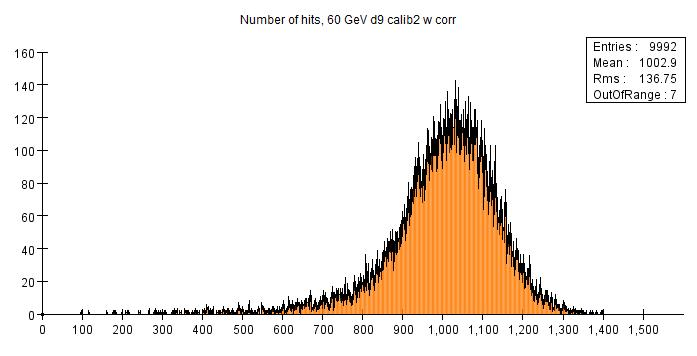 Number of hits, 60 GeV d9 calib2 w corr
Entries : 9992
Mean : 1002.9
Rms : 136.75
OutOfRange : 7
160
140
120
100
80
60
40
20
0
0 100 200 300 400 500 600 700 800 900 1,000 1,100 1,200 1,300 1,400 1,500